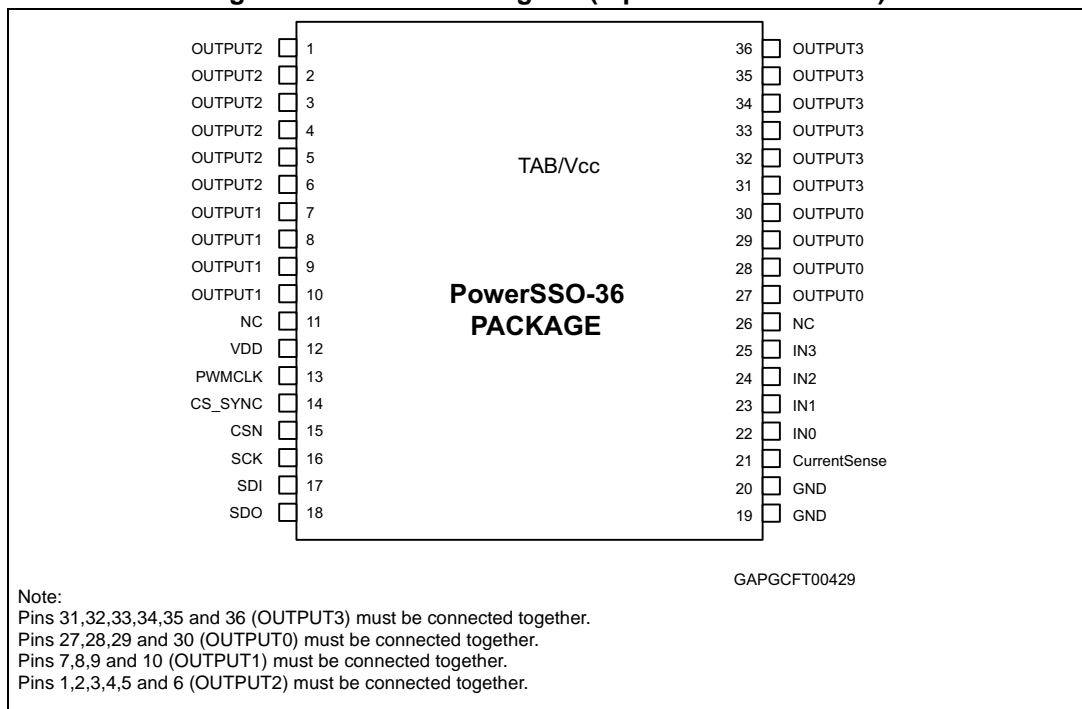 OUTPUT2 1
OUTPUT2 2
OUTPUT2 3
OUTPUT2 4
OUTPUT2 5
OUTPUT2 6
OUTPUT1 7
OUTPUT1 8
OUTPUT1 9
OUTPUT1 10
NC 11
VDD 12
PWMCLK 13
CS_SYNC 14
CSN 15
SCK 16
SDI 17
SDO 18
TAB/Vcc
PowerSSO-36
PACKAGE
36 OUTPUT3
35 OUTPUT3
34 OUTPUT3
33 OUTPUT3
32 OUTPUT3
31 OUTPUT3
30 OUTPUT0
29 OUTPUT0
28 OUTPUT0
27 OUTPUT0
26 NC
25 IN3
24 IN2
23 IN1
22 IN0
21 CurrentSense
20 GND
19 GND
GAPGCFT00429
Note:
Pins 31,32,33,34,35 and 36 (OUTPUT3) must be connected together.
Pins 27,28,29 and 30 (OUTPUT0) must be connected together.
Pins 7,8,9 and 10 (OUTPUT1) must be connected together.
Pins 1,2,3,4,5 and 6 (OUTPUT2) must be connected together.